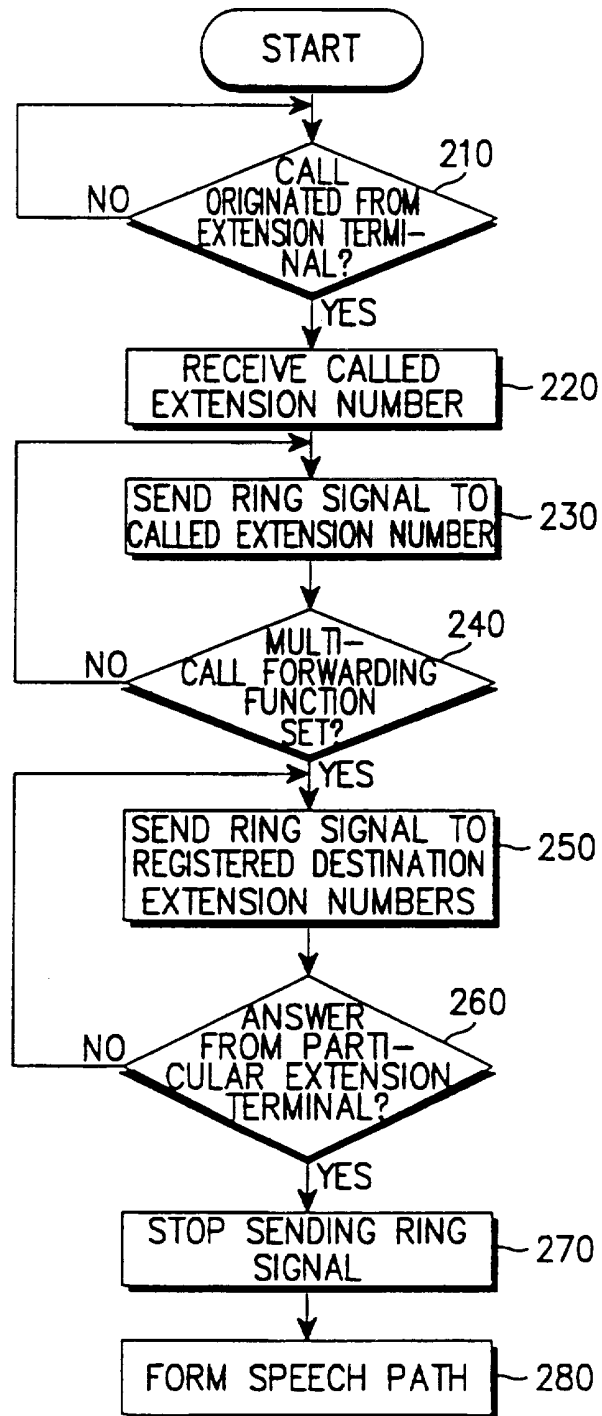 START
210
CALL
ORIGINATED FROM
EXTENSION TERMI-
NAL?
NO
YES
RECEIVE CALLED
EXTENSION NUMBER
220
SEND RING SIGNAL TO
CALLED EXTENSION NUMBER
230
240
MULTI-
CALL FORWARDING
FUNCTION
SET?
NO
YES
SEND RING SIGNAL TO
REGISTERED DESTINATION
EXTENSION NUMBERS
250
260
ANSWER
FROM PARTI-
CULAR EXTENSION
TERMINAL?
NO
YES
STOP SENDING RING
SIGNAL
270
FORM SPEECH PATH
280